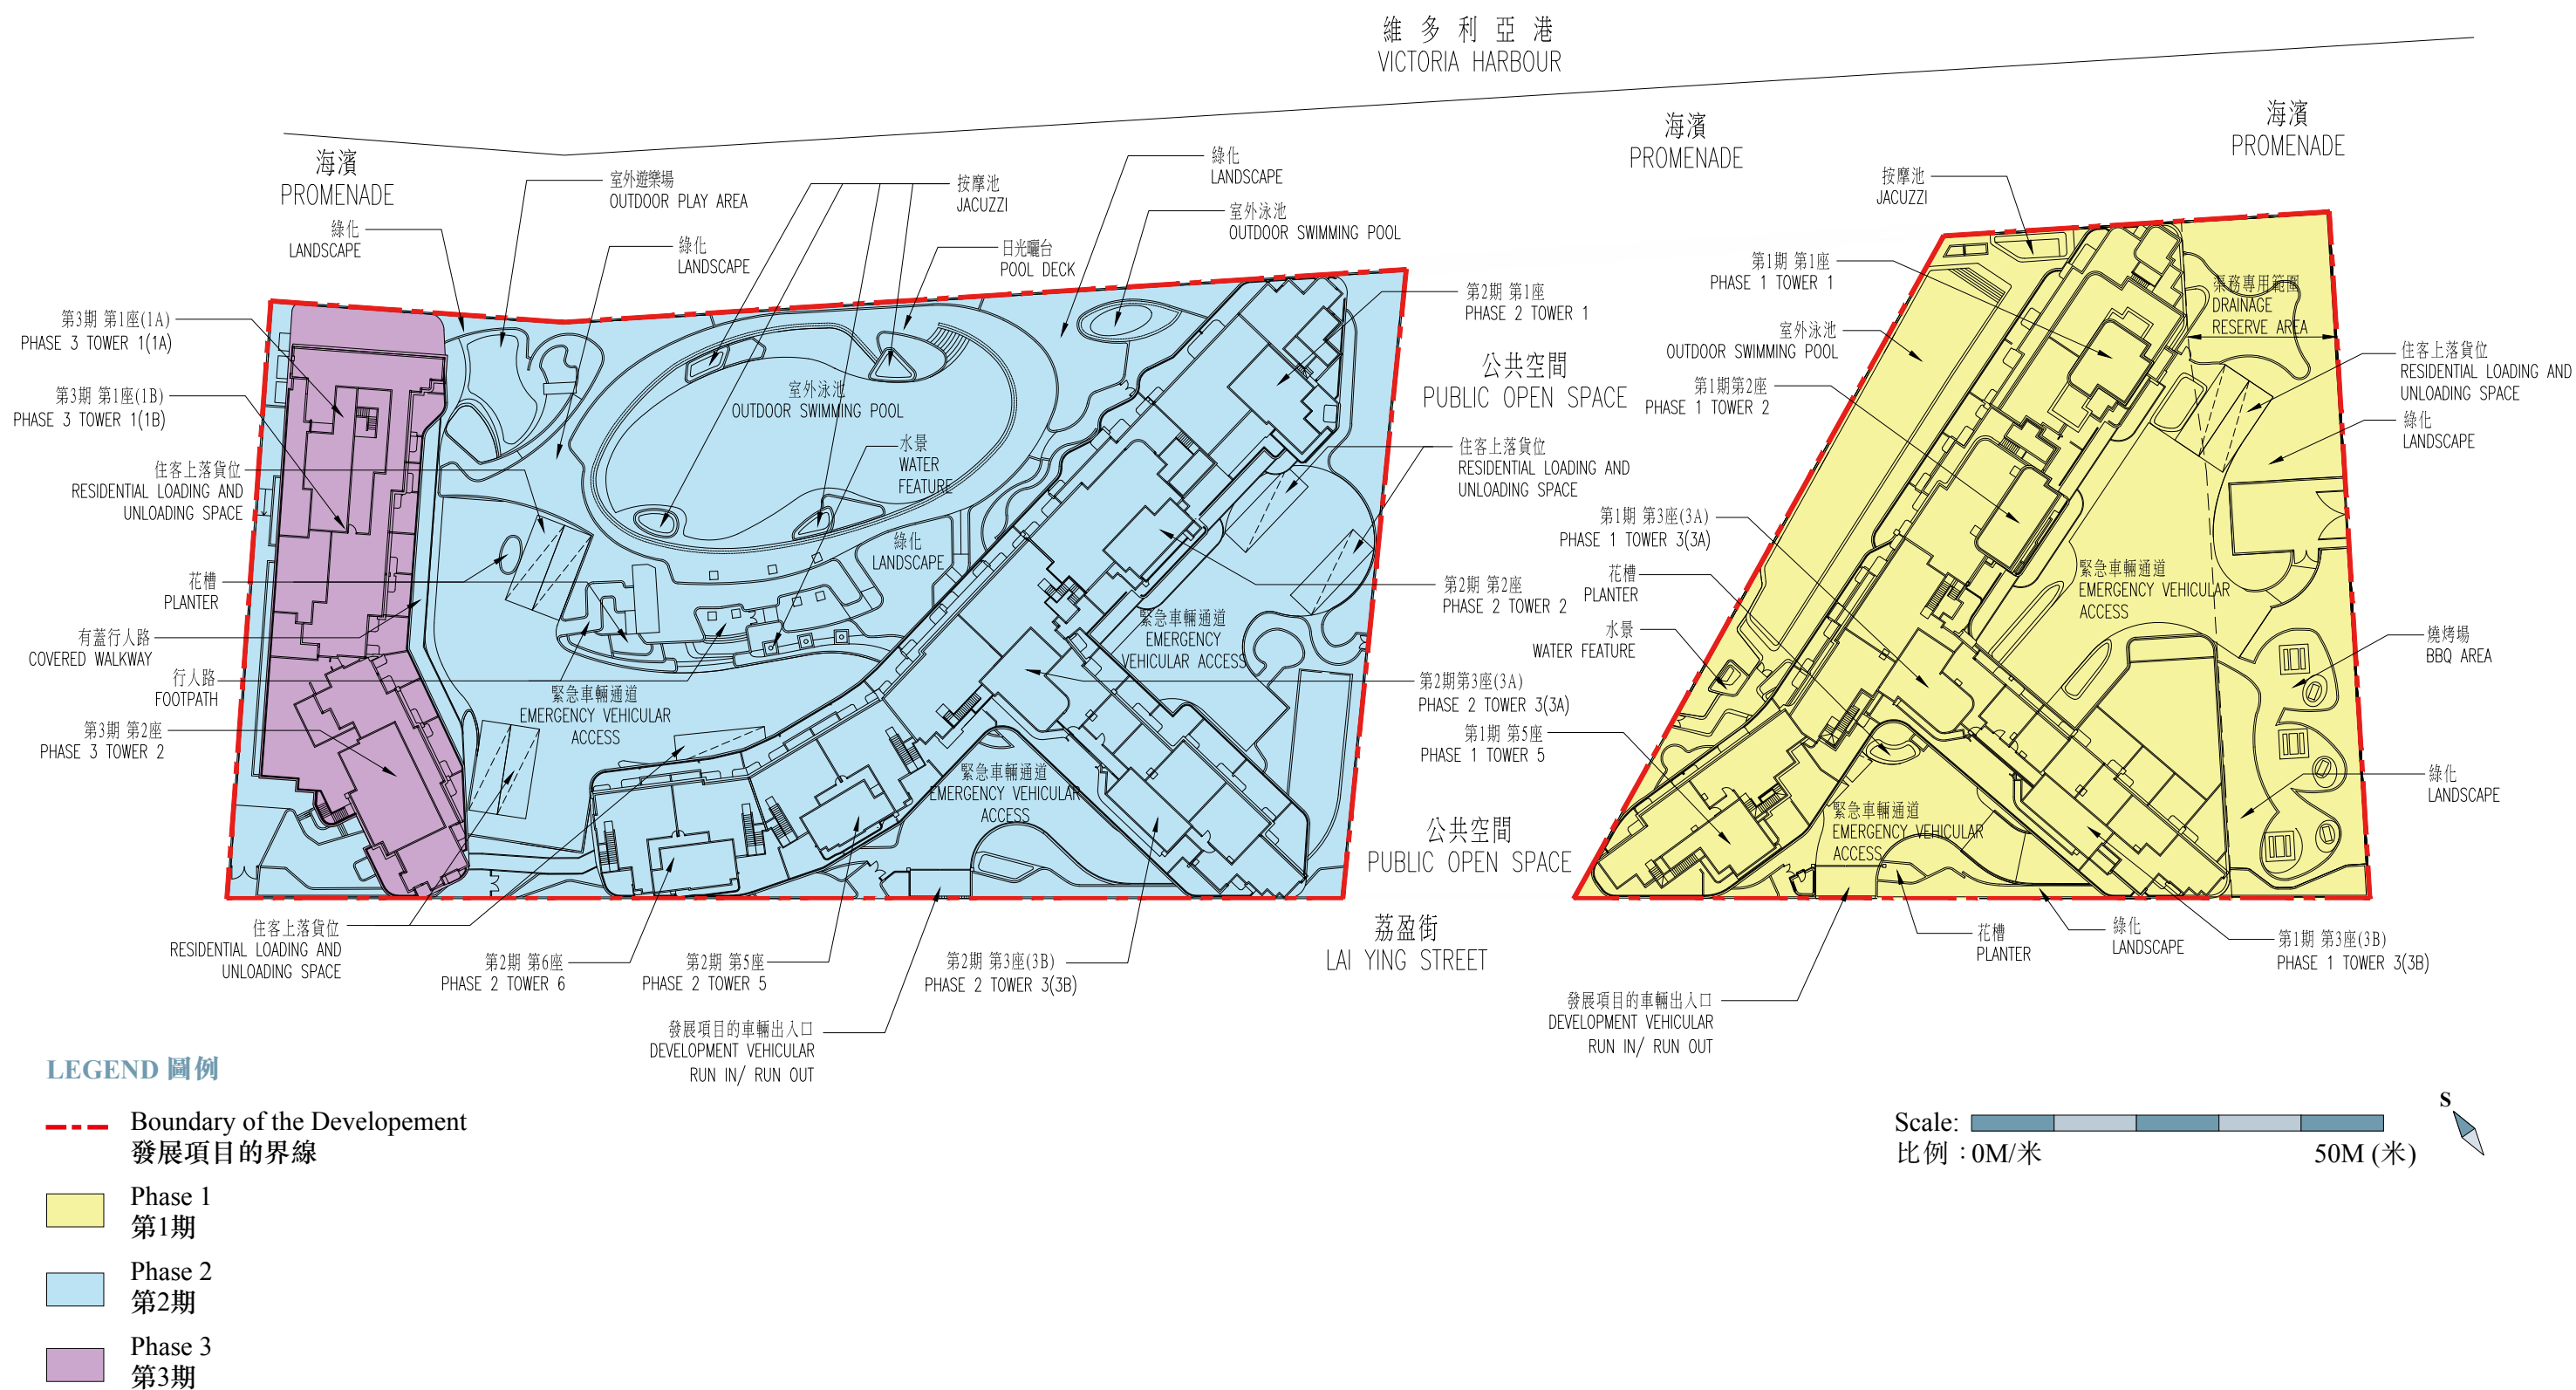 維多利亞港
VICTORIA HARBOUR
海濱
PROMENADE
海濱
PROMENADE
海濱
PROMENADE
室外遊樂場
OUTDOOR PLAY AREA
綠化
LANDSCAPE
綠化
LANDSCAPE
按摩池
JACUZZI
日光曬台
POOL DECK
綠化
LANDSCAPE
室外泳池
OUTDOOR SWIMMING POOL
第3期 第1座(1A)
PHASE 3 TOWER 1(1A)
第3期 第1座(1B)
PHASE 3 TOWER 1(1B)
住客上落貨位
RESIDENTIAL LOADING AND
UNLOADING SPACE
花槽
PLANTER
有蓋行人路
COVERED WALKWAY
行人路
FOOTPATH
第3期 第2座
PHASE 3 TOWER 2
室外泳池
OUTDOOR SWIMMING POOL
水景
WATER
FEATURE
綠化
LANDSCAPE
緊急車輛通道
EMERGENCY VEHICULAR
ACCESS
緊急車輛通道
EMERGENCY VEHICULAR
ACCESS
緊急車輛通道
EMERGENCY
VEHICULAR ACCESS
第2期 第1座
PHASE 2 TOWER 1
公共空間
PUBLIC OPEN SPACE
住客上落貨位
RESIDENTIAL LOADING AND
UNLOADING SPACE
第2期 第2座
PHASE 2 TOWER 2
第2期第3座(3A)
PHASE 2 TOWER 3(3A)
公共空間
PUBLIC OPEN SPACE
荔盈街
LAI YING STREET
住客上落貨位
RESIDENTIAL LOADING AND
UNLOADING SPACE
第2期 第6座
PHASE 2 TOWER 6
第2期 第5座
PHASE 2 TOWER 5
第2期 第3座(3B)
PHASE 2 TOWER 3(3B)
發展項目的車輛出入口
DEVELOPMENT VEHICULAR
RUN IN/ RUN OUT
按摩池
JACUZZI
第1期 第1座
PHASE 1 TOWER 1
室外泳池
OUTDOOR SWIMMING POOL
第1期第2座
PHASE 1 TOWER 2
第1期 第3座(3A)
PHASE 1 TOWER 3(3A)
花槽
PLANTER
水景
WATER FEATURE
第1期 第5座
PHASE 1 TOWER 5
渠務專用範圍
DRAINAGE
RESERVE AREA
住客上落貨位
RESIDENTIAL LOADING AND
UNLOADING SPACE
綠化
LANDSCAPE
緊急車輛通道
EMERGENCY VEHICULAR
ACCESS
燒烤場
BBQ AREA
綠化
LANDSCAPE
緊急車輛通道
EMERGENCY VEHICULAR
ACCESS
花槽
PLANTER
綠化
LANDSCAPE
第1期 第3座(3B)
PHASE 1 TOWER 3(3B)
發展項目的車輛出入口
DEVELOPMENT VEHICULAR
RUN IN/ RUN OUT
LEGEND 圖例
Boundary of the Developement
發展項目的界線
Phase 1
第1期
Phase 2
第2期
Phase 3
第3期
Scale:
比例：0M/米 50M (米)
S